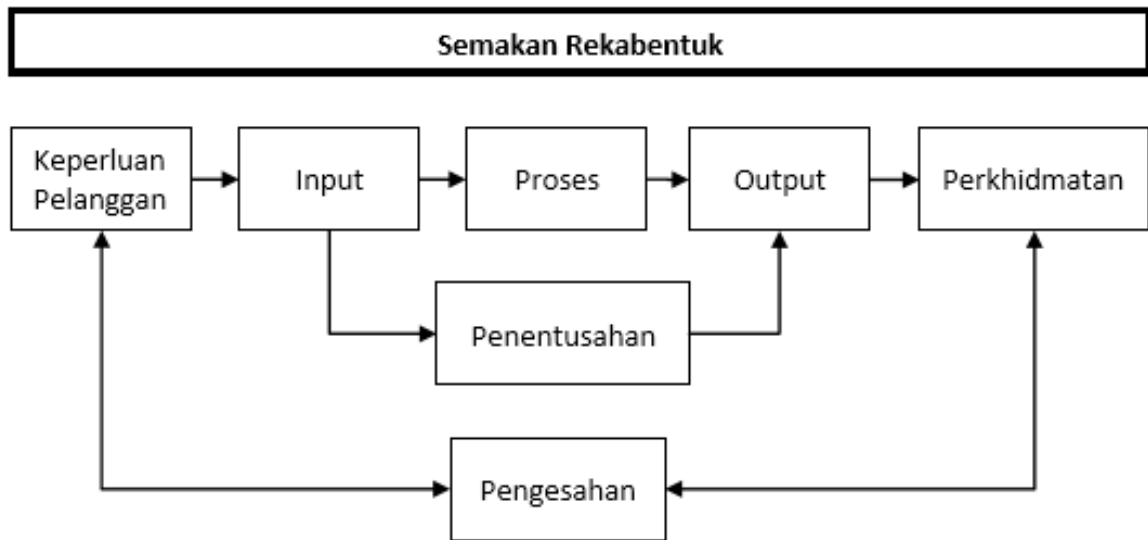 Semakan Rekabentuk
Keperluan
Pelanggan
Input
Proses
Output
Perkhidmatan
Penentusahan
Pengesahan